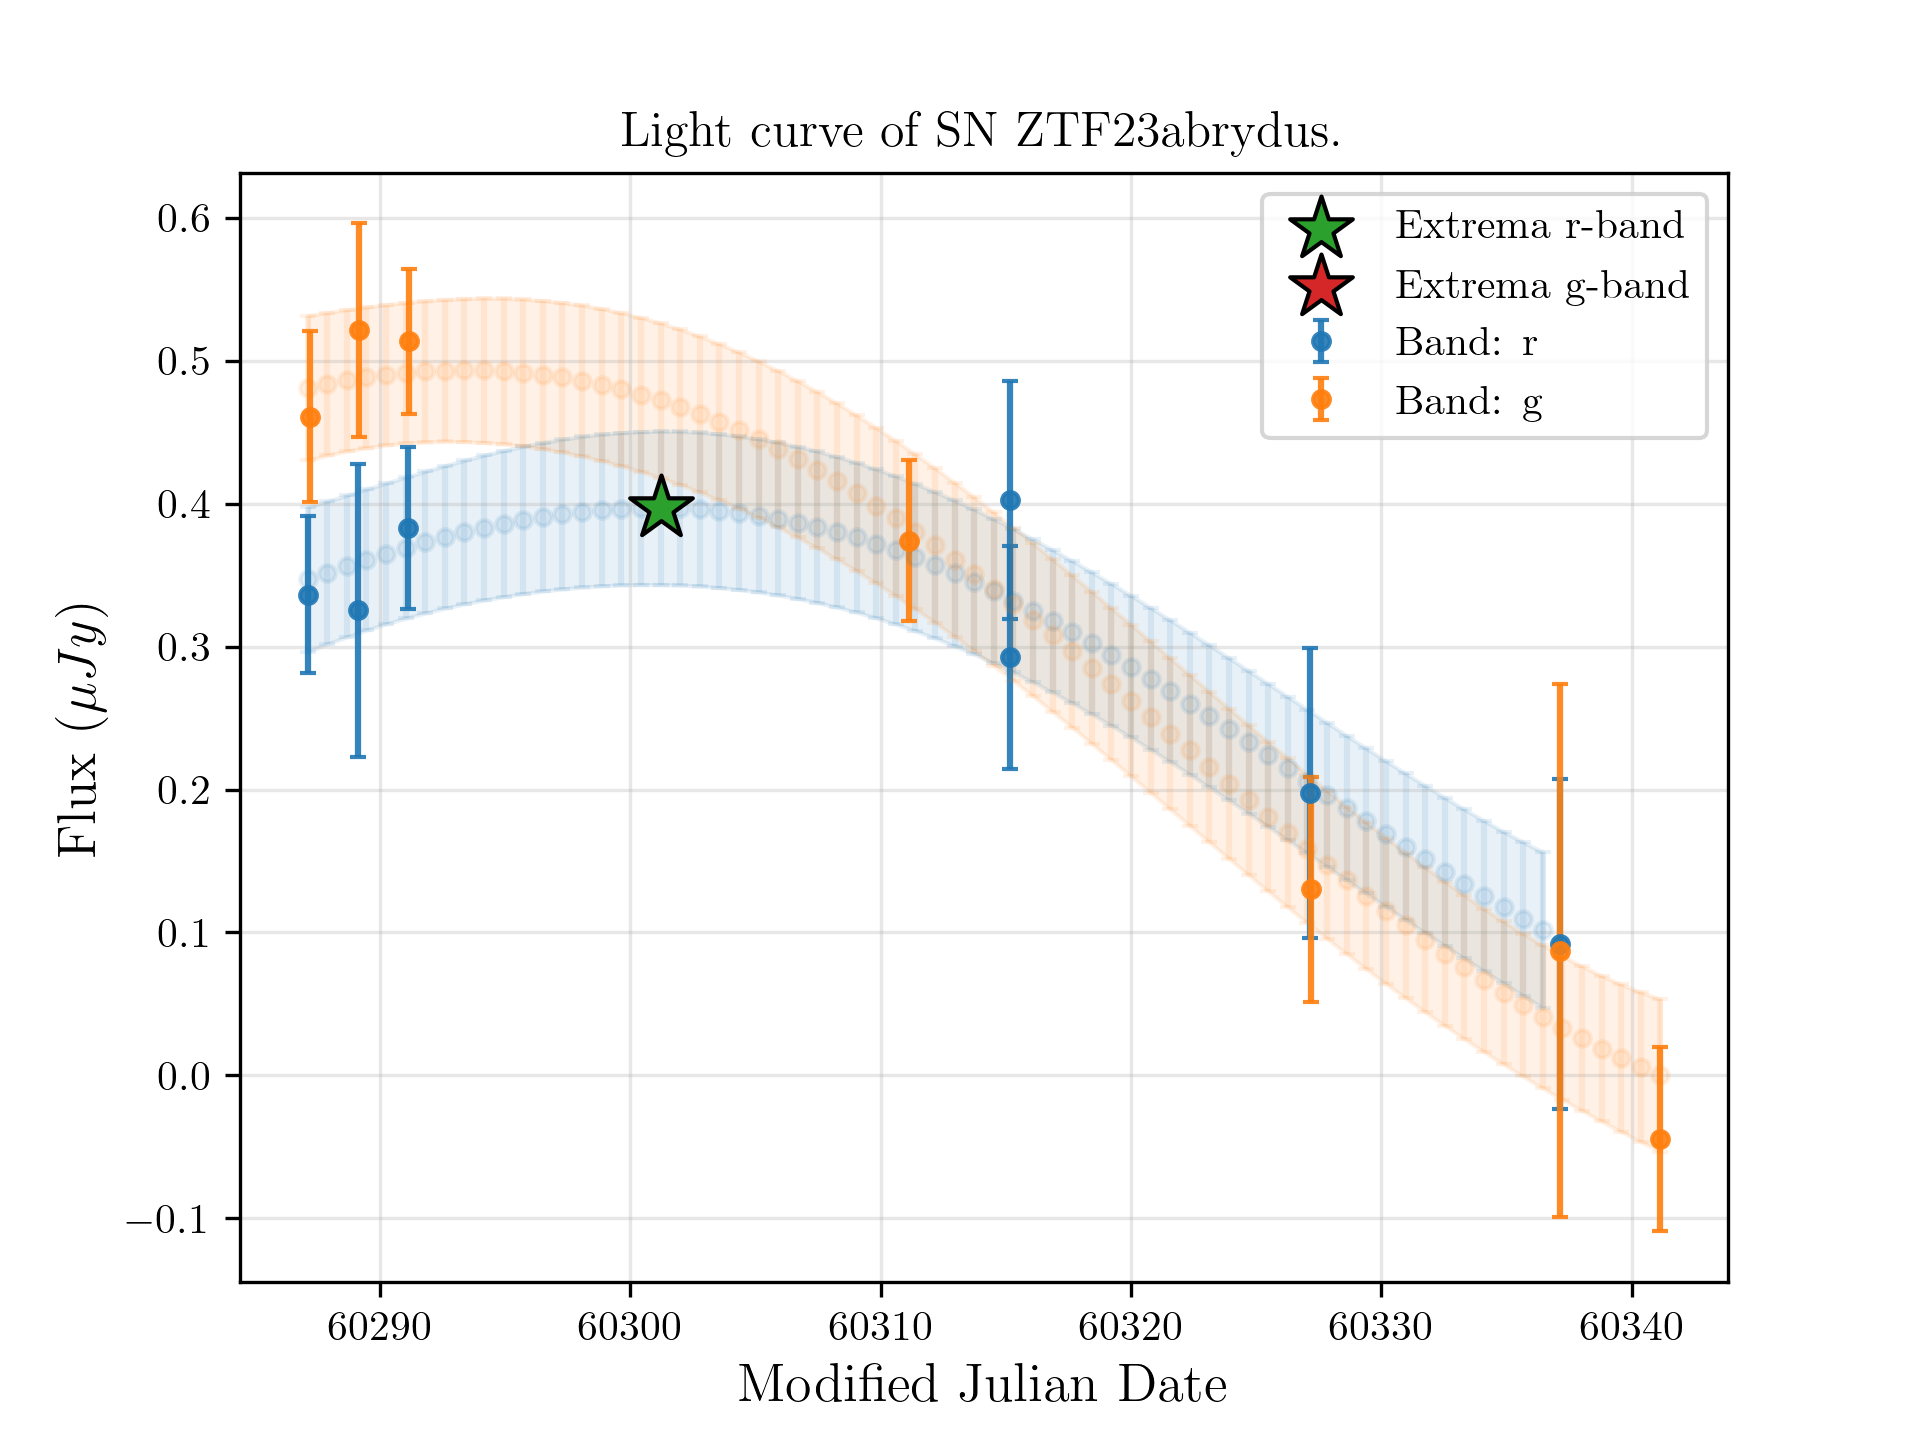 Light curve of SN ZTF23abrydus.
Extrema r-band
Extrema g-band
Band: r
Band: g
Flux (μJy)
0.6
0.5
0.4
0.3
0.2
0.1
0.0
−0.1
60290 60300 60310 60320 60330 60340
Modified Julian Date